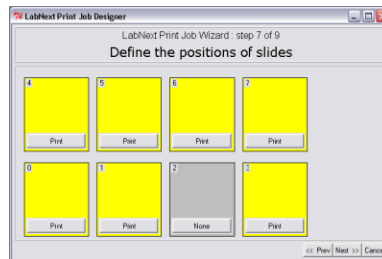 LabNext Print Job Designer
LabNext Print Job Wizard : step 7 of 9
Define the positions of slides
4 5 6 7
Print Print Print Print
0 1 2 3
Print Print None Print
<< Prev Next >> Cancel